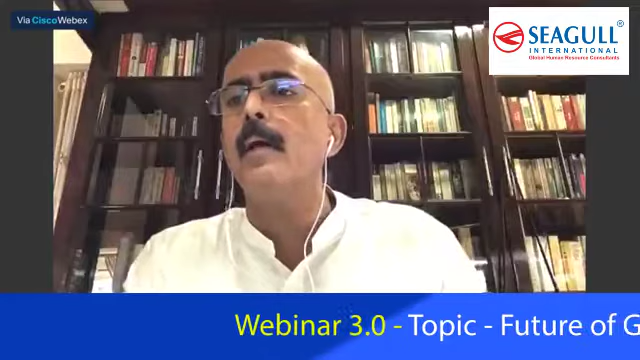 Via CiscoWebex
SEAGULL®
INTERNATIONAL
Global Human Resource Consultants
Webinar 3.0 - Topic - Future of G